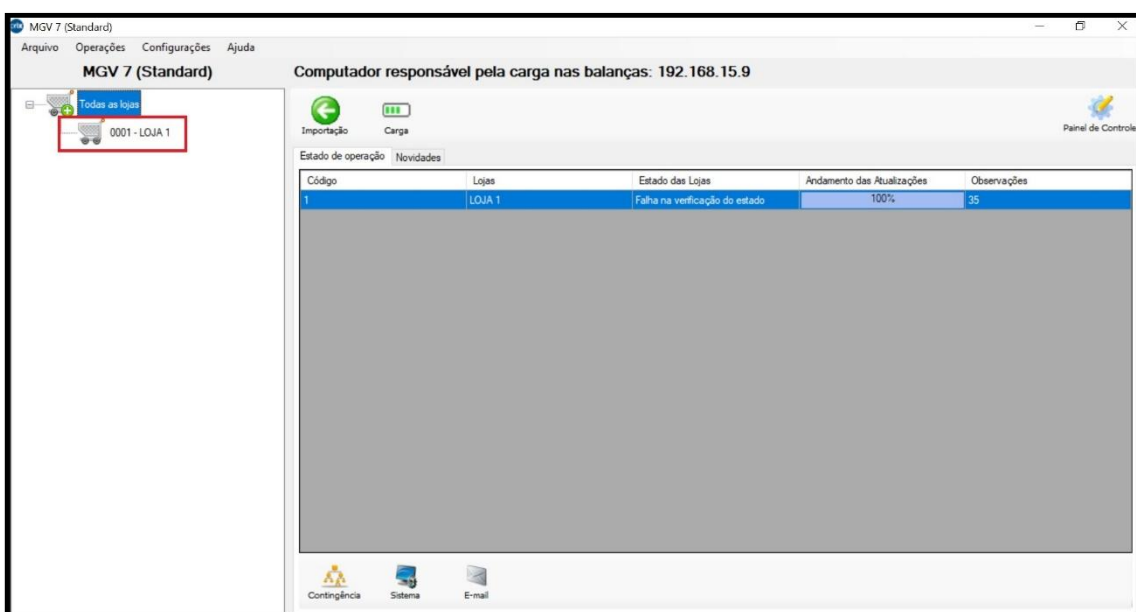 MGV 7 (Standard)
Arquivo Operações Configurações Ajuda
MGV 7 (Standard) Computador responsável pela carga nas balanças: 192.168.15.9
Todas as lojas
0001 - LOJA 1
Importação Carga Painel de Controle
Estado de operação Novidades
Código Lojas Estado das Lojas Andamento das Atualizações Observações
1 LOJA 1 Falha na verificação do estado 100% 35
Contingência Sistema E-mail